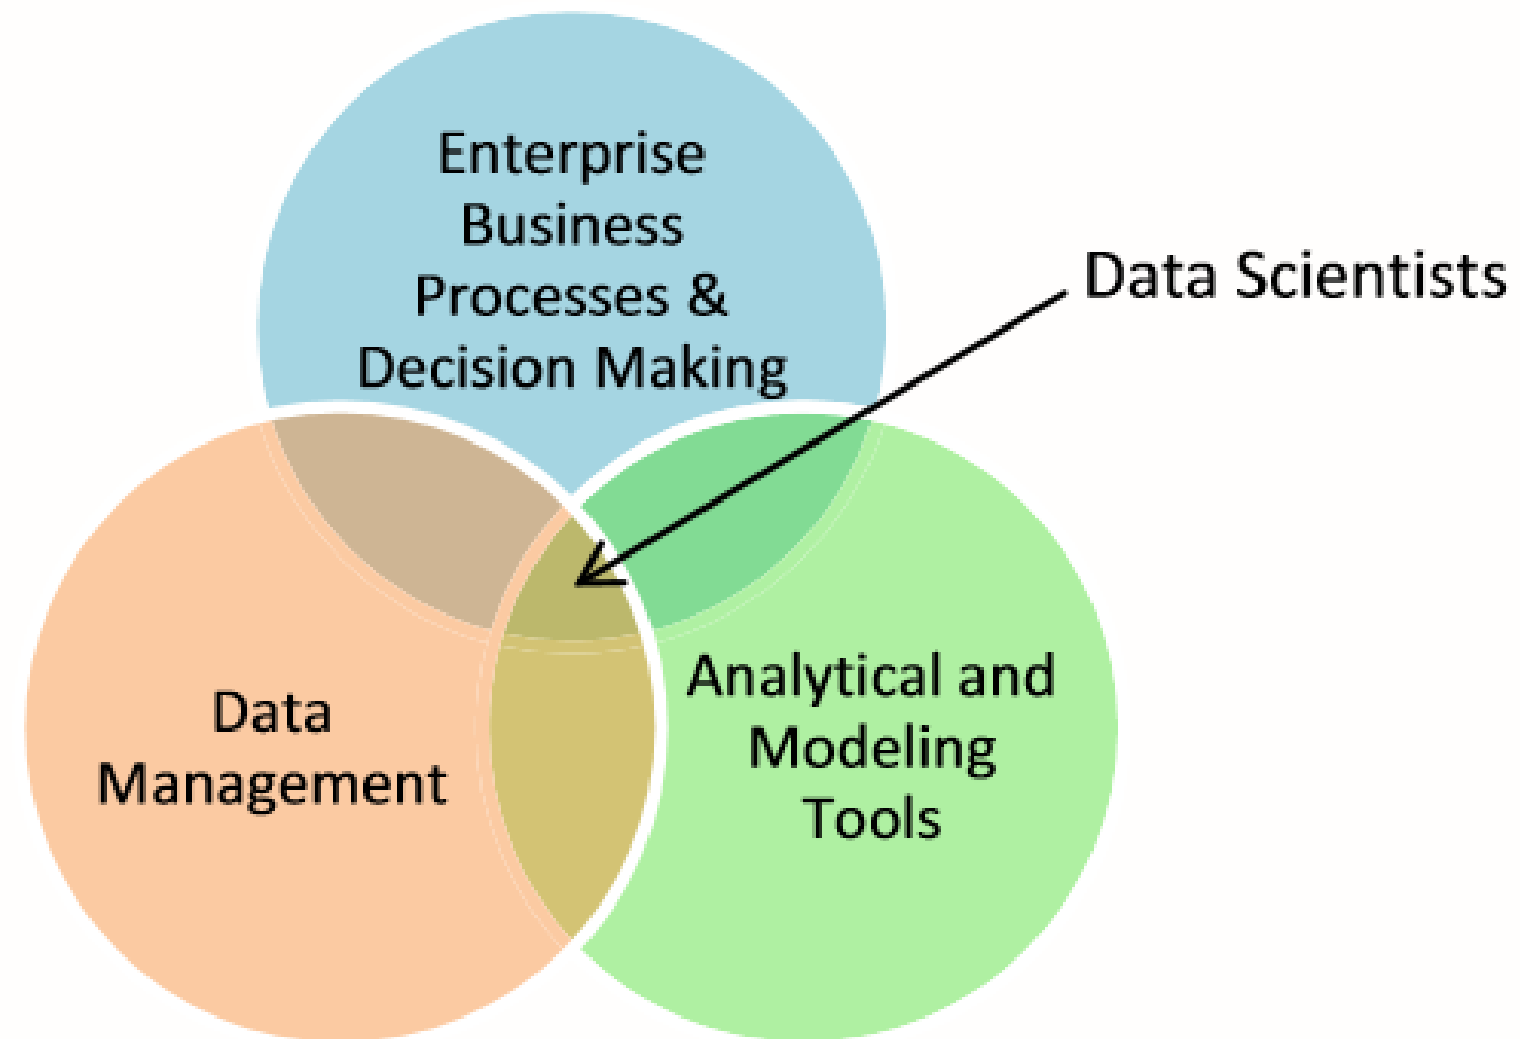 Enterprise
Business
Processes &
Decision Making
Data Scientists
Data
Management
Analytical and
Modeling
Tools